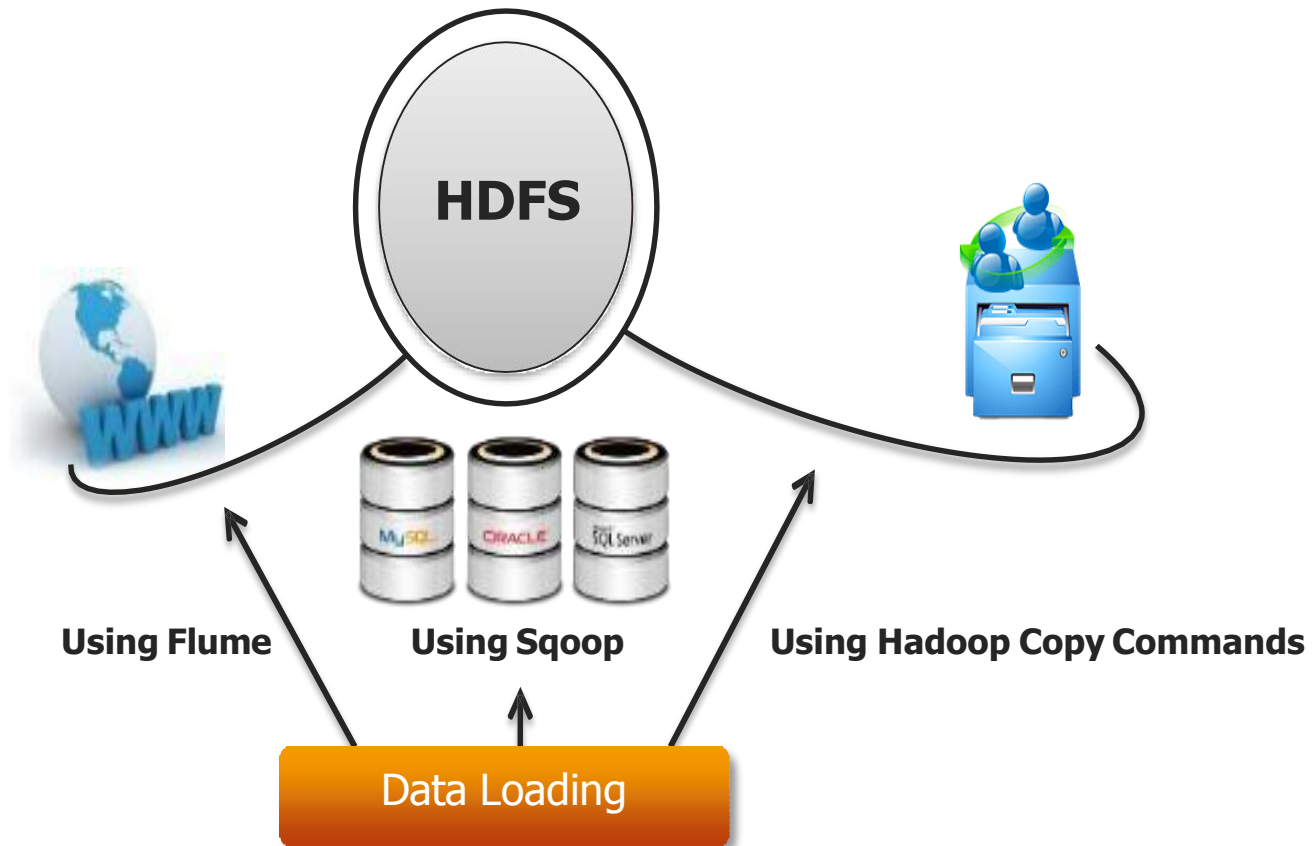 HDFS
WWW
MySQL
ORACLE
SQL Server
Using Flume
Using Sqoop
Using Hadoop Copy Commands
Data Loading